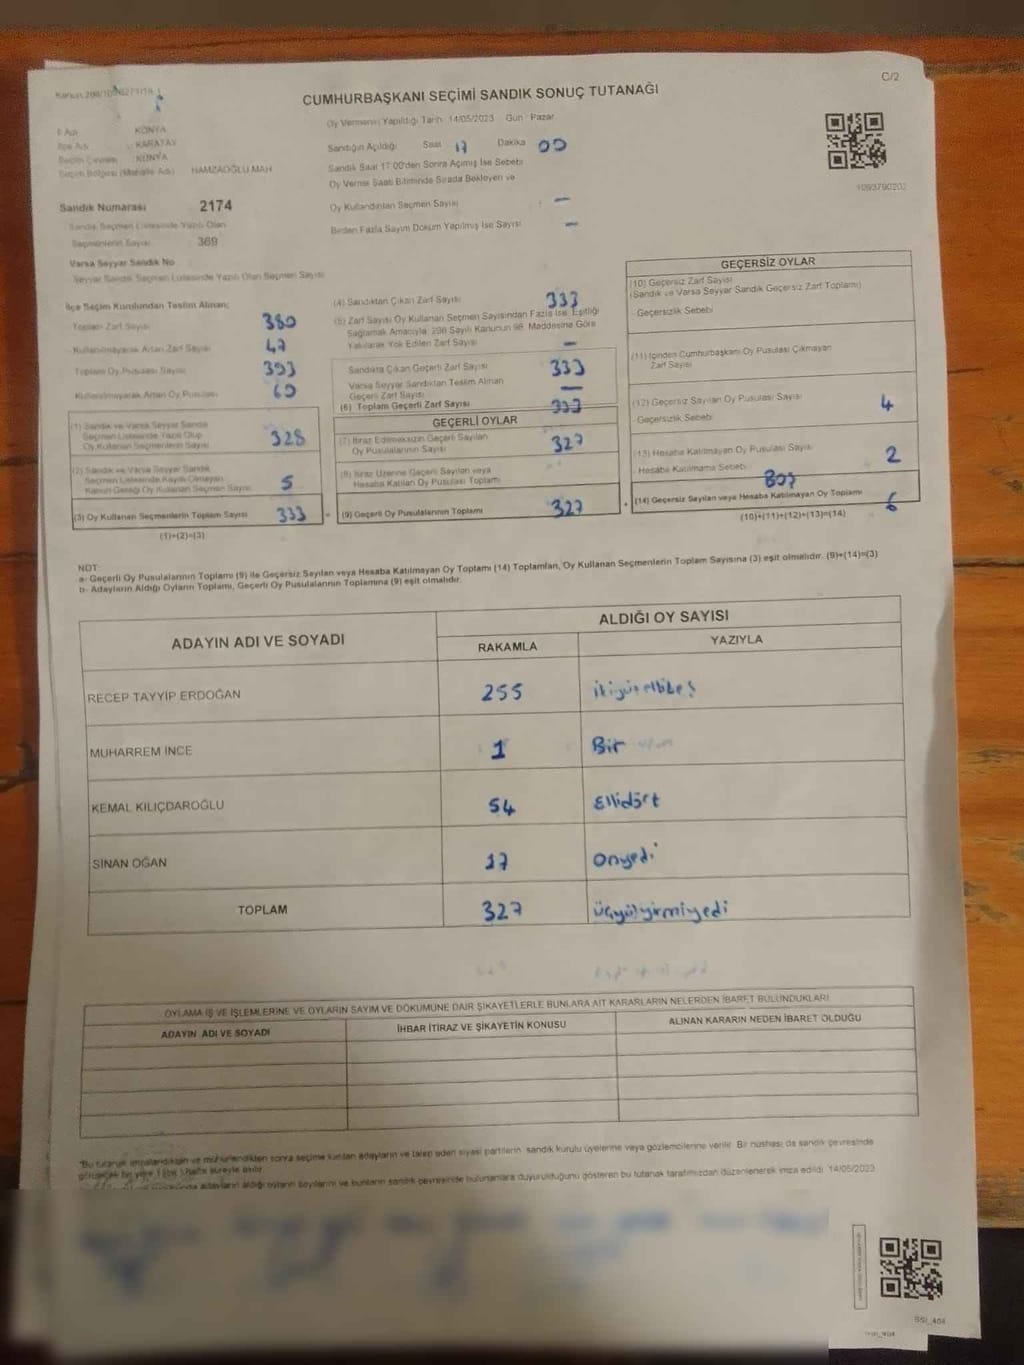 C/2
CUMHURBAŞKANI SEÇİMİ SANDIK SONUÇ TUTANAĞI
İl Adı : KONYA
İlçe Adı : KARATAY
Seçim Çevresi : KONYA
Seçim Bölgesi (Mahalle Adı) HAMZAOĞLU MAH
Sandık Numarası 2174
Sandık Seçmen Listesinde Yazılı Olan
Seçmenlerin Sayısı 369
Varsa Seyyar Sandık No
Seyyar Sandık Seçmen Listesinde Yazılı Olan Seçmen Sayısı
Oy Vermenin Yapıldığı Tarih 14/05/2023 Gün : Pazar
Sandığın Açıldığı Saat 17 Dakika 00
Sandık Saat 17:00'den Sonra Açılmış İse Sebebi
Oy Verme Saati Bitiminde Sırada Bekleyen ve
Oy Kullandırılan Seçmen Sayısı : —
Birden Fazla Sayım Döküm Yapılmış İse Sayısı —
1093790202
İlçe Seçim Kurulundan Teslim Alınan;
Toplam Zarf Sayısı 380
Kullanılmayarak Artan Zarf Sayısı 47
Toplam Oy Pusulası Sayısı 393
Kullanılmayarak Artan Oy Pusulası 60
(1) Sandık ve Varsa Seyyar Sandık
Seçmen Listesinde Yazılı Olup
Oy Kullanan Seçmenlerin Sayısı 328
(2) Sandık ve Varsa Seyyar Sandık
Seçmen Listesinde Kayıtlı Olmayan
Kanun Gereği Oy Kullanan Seçmen Sayısı 5
(3) Oy Kullanan Seçmenlerin Toplam Sayısı 333
(1)+(2)=(3)
(4) Sandıktan Çıkan Zarf Sayısı 333
(5) Zarf Sayısı Oy Kullanan Seçmen Sayısından Fazla İse, Eşitliği
Sağlamak Amacıyla, 298 Sayılı Kanunun 98. Maddesine Göre
Yakılarak Yok Edilen Zarf Sayısı —
Sandıkta Çıkan Geçerli Zarf Sayısı 333
Varsa Seyyar Sandıktan Teslim Alınan
Geçerli Zarf Sayısı —
(6) Toplam Geçerli Zarf Sayısı 333
GEÇERLİ OYLAR
(7) İtiraz Edilmeksizin Geçerli Sayılan
Oy Pusulalarının Sayısı 327
(8) İtiraz Üzerine Geçerli Sayılan veya
Hesaba Katılan Oy Pusulası Toplamı
(9) Geçerli Oy Pusulalarının Toplamı 327
GEÇERSİZ OYLAR
(10) Geçersiz Zarf Sayısı
(Sandık ve Varsa Seyyar Sandık Geçersiz Zarf Toplamı)
Geçersizlik Sebebi
(11) İçinden Cumhurbaşkanı Oy Pusulası Çıkmayan
Zarf Sayısı
(12) Geçersiz Sayılan Oy Pusulası Sayısı 4
Geçersizlik Sebebi
(13) Hesaba Katılmayan Oy Pusulası Sayısı 2
Hesaba Katılmama Sebebi
(14) Geçersiz Sayılan veya Hesaba Katılmayan Oy Toplamı 6
(10)+(11)+(12)+(13)=(14)
NOT:
a- Geçerli Oy Pusulalarının Toplamı (9) ile Geçersiz Sayılan veya Hesaba Katılmayan Oy Toplamı (14) Toplamları, Oy Kullanan Seçmenlerin Toplam Sayısına (3) eşit olmalıdır. (9)+(14)=(3)
b- Adayların Aldığı Oyların Toplamı, Geçerli Oy Pusulalarının Toplamına (9) eşit olmalıdır.
ADAYIN ADI VE SOYADI
ALDIĞI OY SAYISI
RAKAMLA YAZIYLA
RECEP TAYYİP ERDOĞAN 255 ikiyüzellibeş
MUHARREM İNCE 1 Bir
KEMAL KILIÇDAROĞLU 54 Ellidört
SİNAN OĞAN 17 Onyedi
TOPLAM 327 üçyüzyirmiyedi
OYLAMA İŞ VE İŞLEMLERİNE VE OYLARIN SAYIM VE DÖKÜMÜNE DAİR ŞİKAYETLERLE BUNLARA AİT KARARLARIN NELERDEN İBARET BULUNDUKLARI
ADAYIN ADI VE SOYADI İHBAR İTİRAZ VE ŞİKAYETİN KONUSU ALINAN KARARIN NEDEN İBARET OLDUĞU
*Bu tutanak imzalandıktan ve mühürlendikten sonra seçime katılan adayların ve talep eden siyasi partilerin sandık kurulu üyelerine veya gözlemcilerine verilir. Bir nüshası da sandık çevresinde
görülecek bir yere 1 (bir) hafta süreyle asılır.
adayların aldığı oyların sayılarını ve bunların sandık çevresinde bulunanlara duyurulduğunu gösteren bu tutanak tarafımızdan düzenlenerek imza edildi. 14/05/2023
BSI_404